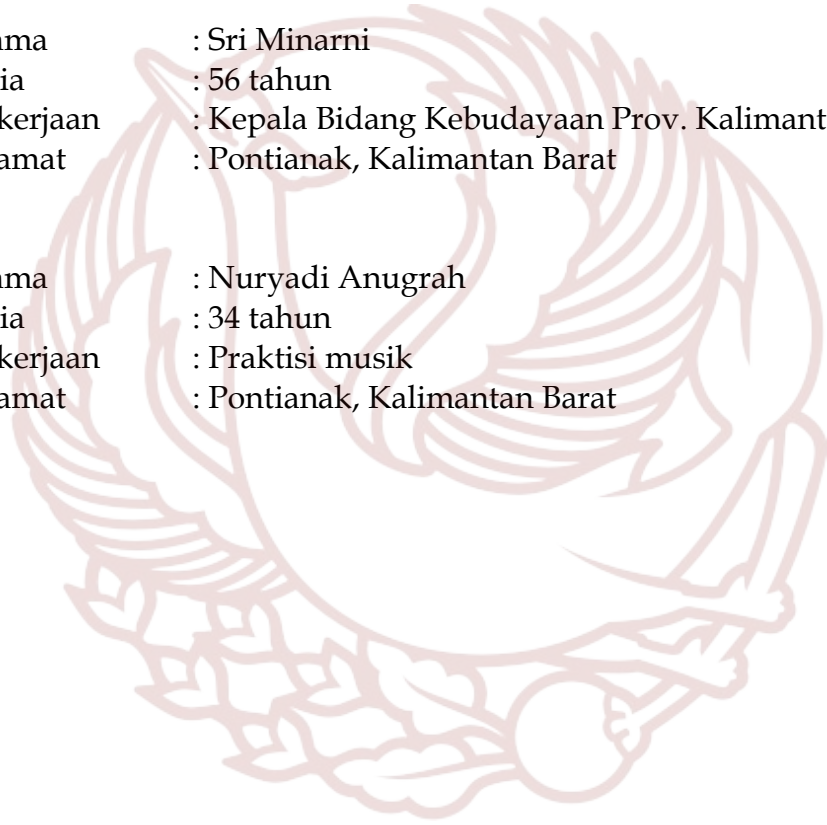 ama : Sri Minarni
ia : 56 tahun
kerjaan : Kepala Bidang Kebudayaan Prov. Kalimant
amat : Pontianak, Kalimantan Barat
ama : Nuryadi Anugrah
ia : 34 tahun
kerjaan : Praktisi musik
amat : Pontianak, Kalimantan Barat